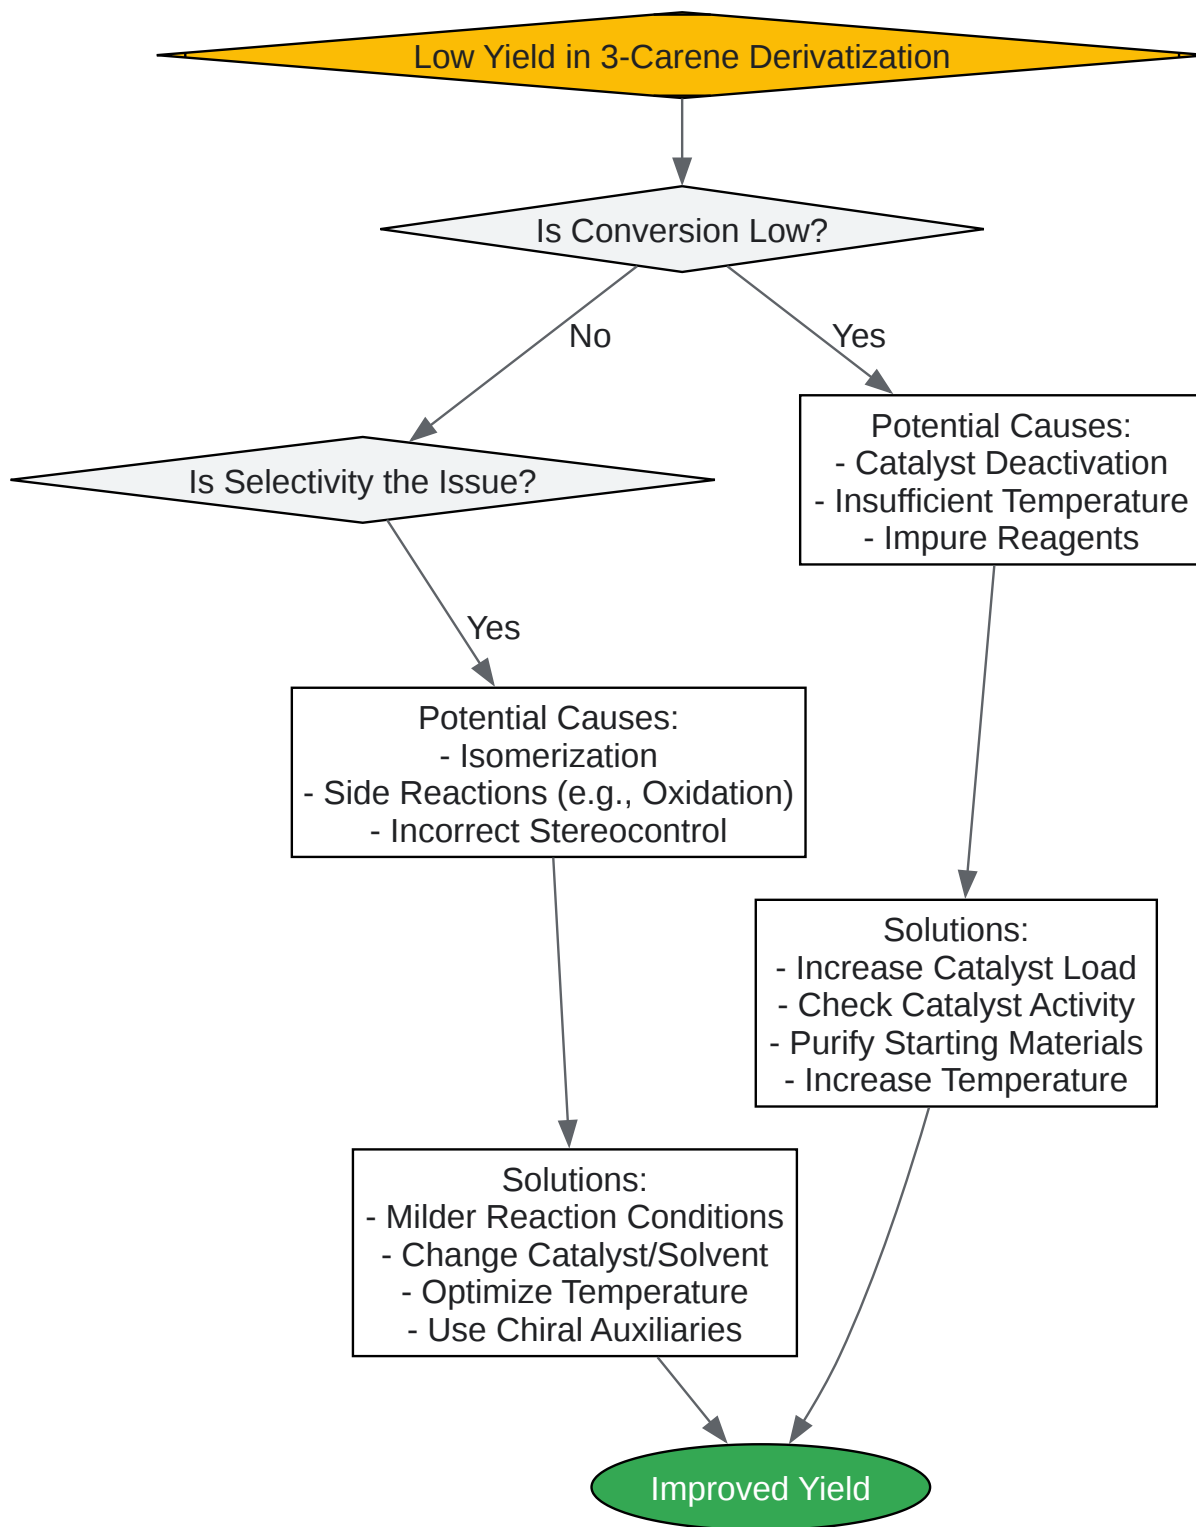 Low Yield in 3-Carene Derivatization
Is Conversion Low?
No
Yes
Is Selectivity the Issue?
Potential Causes:
- Catalyst Deactivation
- Insufficient Temperature
- Impure Reagents
Yes
Potential Causes:
- Isomerization
- Side Reactions (e.g., Oxidation)
- Incorrect Stereocontrol
Solutions:
- Increase Catalyst Load
- Check Catalyst Activity
- Purify Starting Materials
- Increase Temperature
Solutions:
- Milder Reaction Conditions
- Change Catalyst/Solvent
- Optimize Temperature
- Use Chiral Auxiliaries
Improved Yield